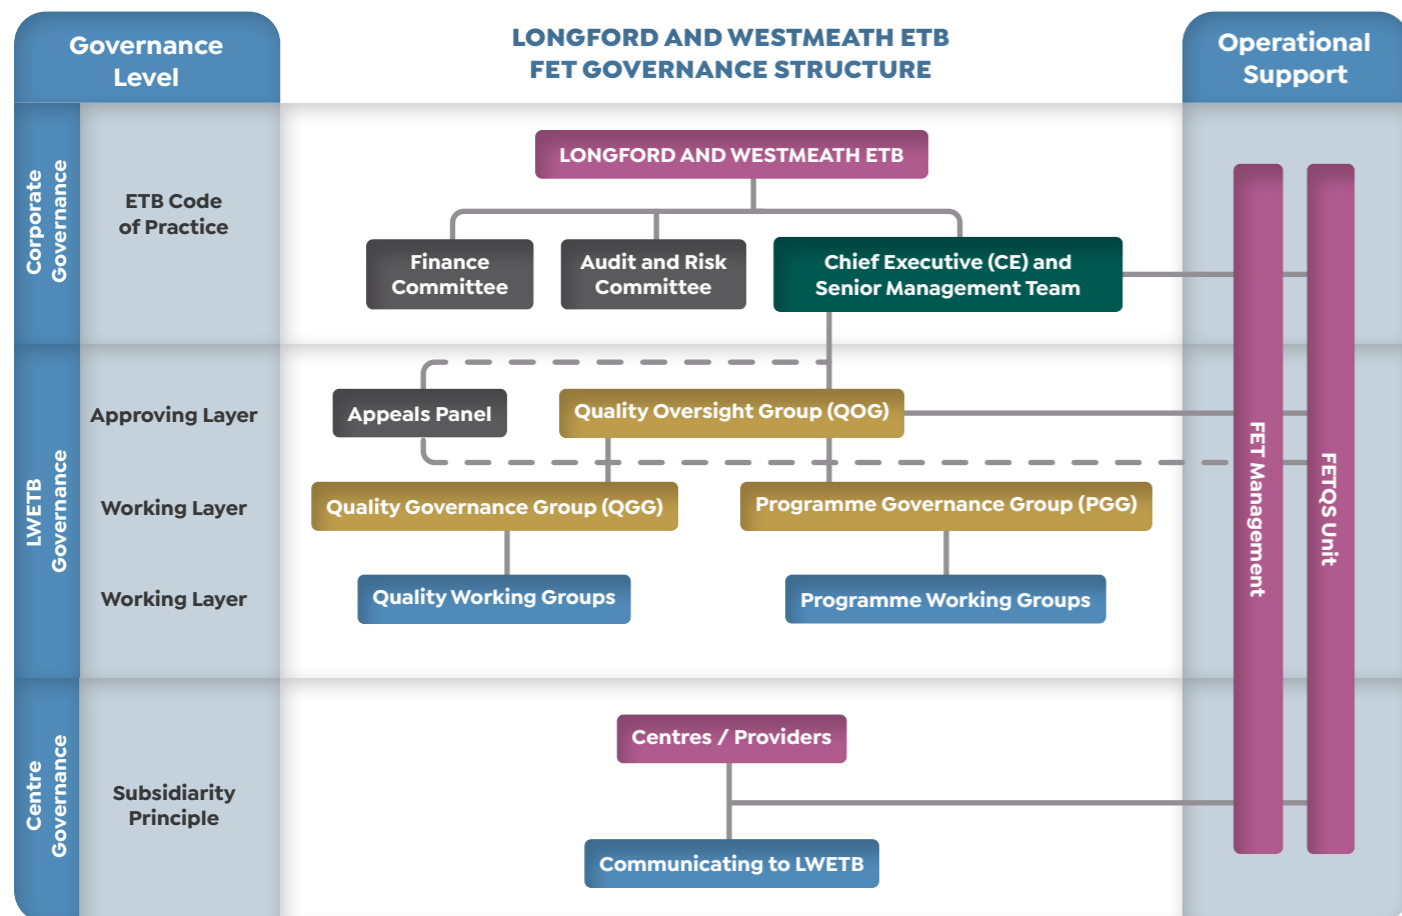 Governance
Level
LONGFORD AND WESTMEATH ETB
FET GOVERNANCE STRUCTURE
Operational
Support
Corporate
Governance
ETB Code
of Practice
LONGFORD AND WESTMEATH ETB
Finance
Committee
Audit and Risk
Committee
Chief Executive (CE) and
Senior Management Team
LWETB
Governance
Approving Layer
Appeals Panel
Quality Oversight Group (QOG)
Working Layer
Quality Governance Group (QGG)
Programme Governance Group (PGG)
Working Layer
Quality Working Groups
Programme Working Groups
FET Management
FETQS Unit
Centre
Governance
Subsidiarity
Principle
Centres / Providers
Communicating to LWETB